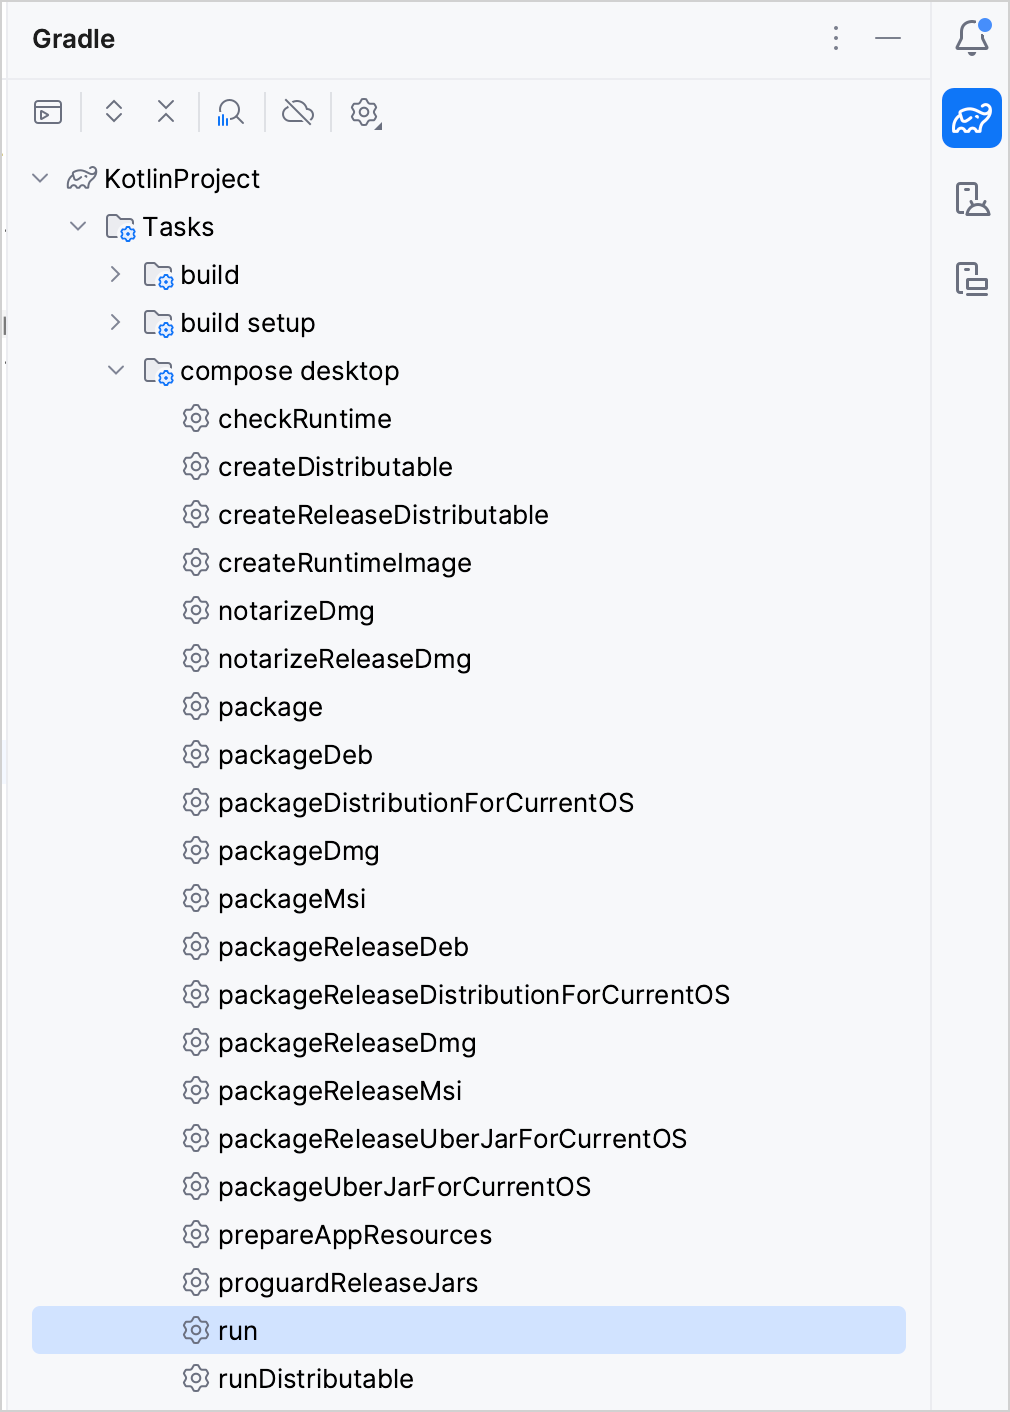 Gradle
KotlinProject
Tasks
build
build setup
compose desktop
checkRuntime
createDistributable
createReleaseDistributable
createRuntimeImage
notarizeDmg
notarizeReleaseDmg
package
packageDeb
packageDistributionForCurrentOS
packageDmg
packageMsi
packageReleaseDeb
packageReleaseDistributionForCurrentOS
packageReleaseDmg
packageReleaseMsi
packageReleaseUberJarForCurrentOS
packageUberJarForCurrentOS
prepareAppResources
proguardReleaseJars
run
runDistributable